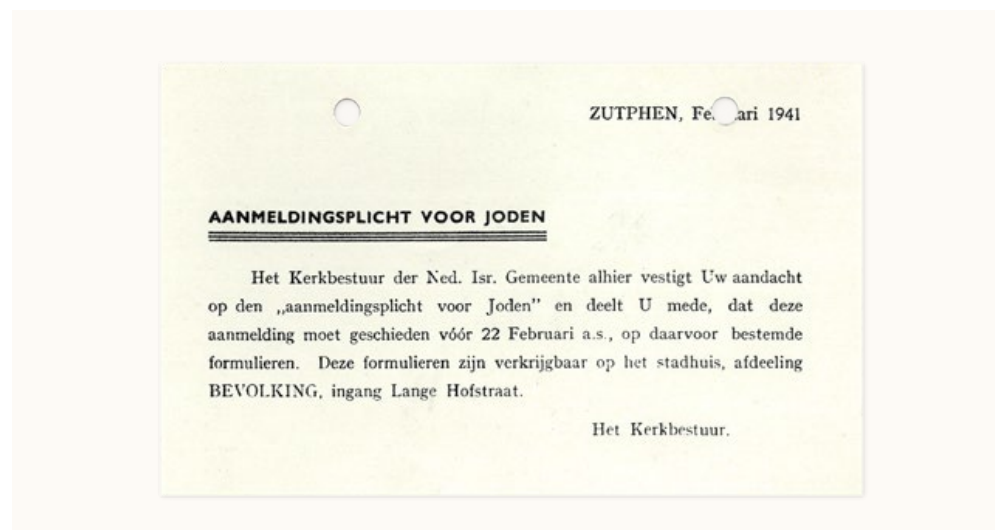 ZUTPHEN, Fe ari 1941
AANMELDINGSPLICHT VOOR JODEN
Het Kerkbestuur der Ned. Isr. Gemeente alhier vestigt Uw aandacht
op den „aanmeldingsplicht voor Joden” en deelt U mede, dat deze
aanmelding moet geschieden vóór 22 Februari a.s., op daarvoor bestemde
formulieren. Deze formulieren zijn verkrijgbaar op het stadhuis, afdeeling
BEVOLKING, ingang Lange Hofstraat.
Het Kerkbestuur.